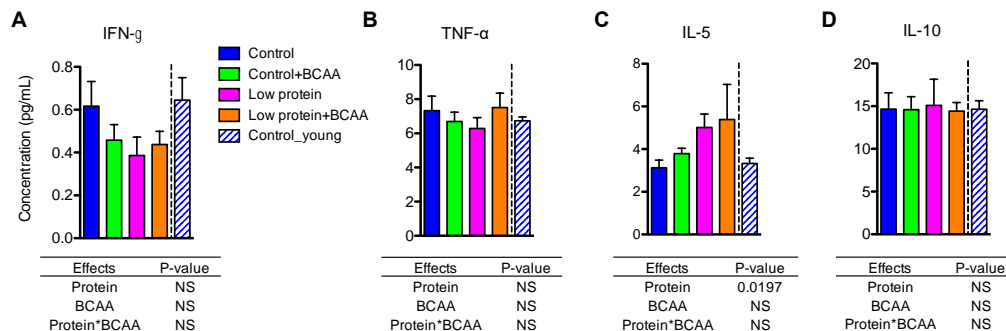 A
IFN-g
Concentration (pg/mL)
0.8
0.6
0.4
0.2
0.0
Control
Control+BCAA
Low protein
Low protein+BCAA
Control_young
Effects P-value
Protein NS
BCAA NS
Protein*BCAA NS
B
TNF-α
10
8
6
4
2
0
Effects P-value
Protein NS
BCAA NS
Protein*BCAA NS
C
IL-5
8
6
4
2
0
Effects P-value
Protein 0.0197
BCAA NS
Protein*BCAA NS
D
IL-10
20
15
10
5
0
Effects P-value
Protein NS
BCAA NS
Protein*BCAA NS